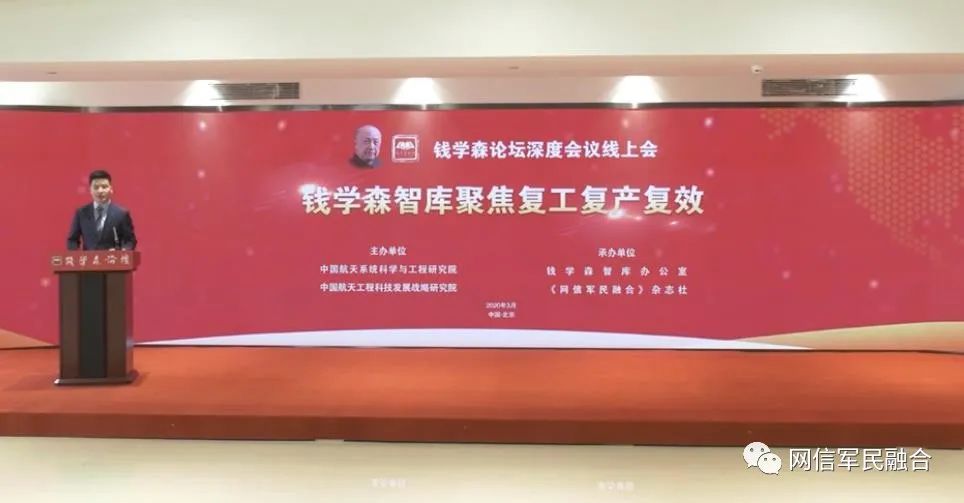 钱学森论坛深度会议线上会
钱学森智库聚焦复工复产复效
主办单位
中国航天系统科学与工程研究院
中国航天工程科技发展战略研究院
承办单位
钱学森智库办公室
《网信军民融合》杂志社
2020年3月
中国·北京
钱学森论坛
网信军民融合